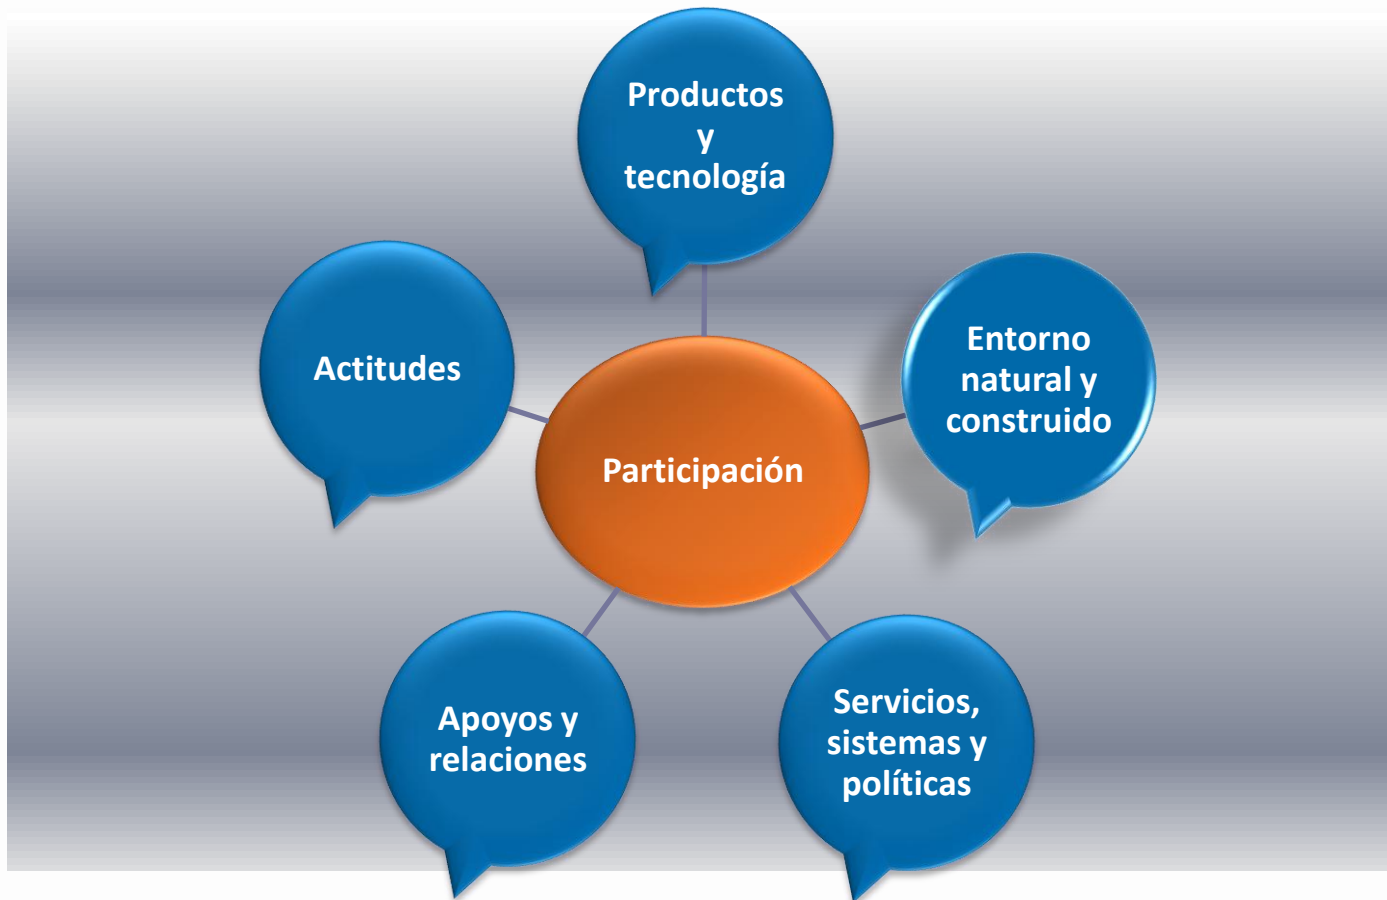 Productos
y
tecnología
Actitudes
Entorno
natural y
construido
Participación
Apoyos y
relaciones
Servicios,
sistemas y
políticas